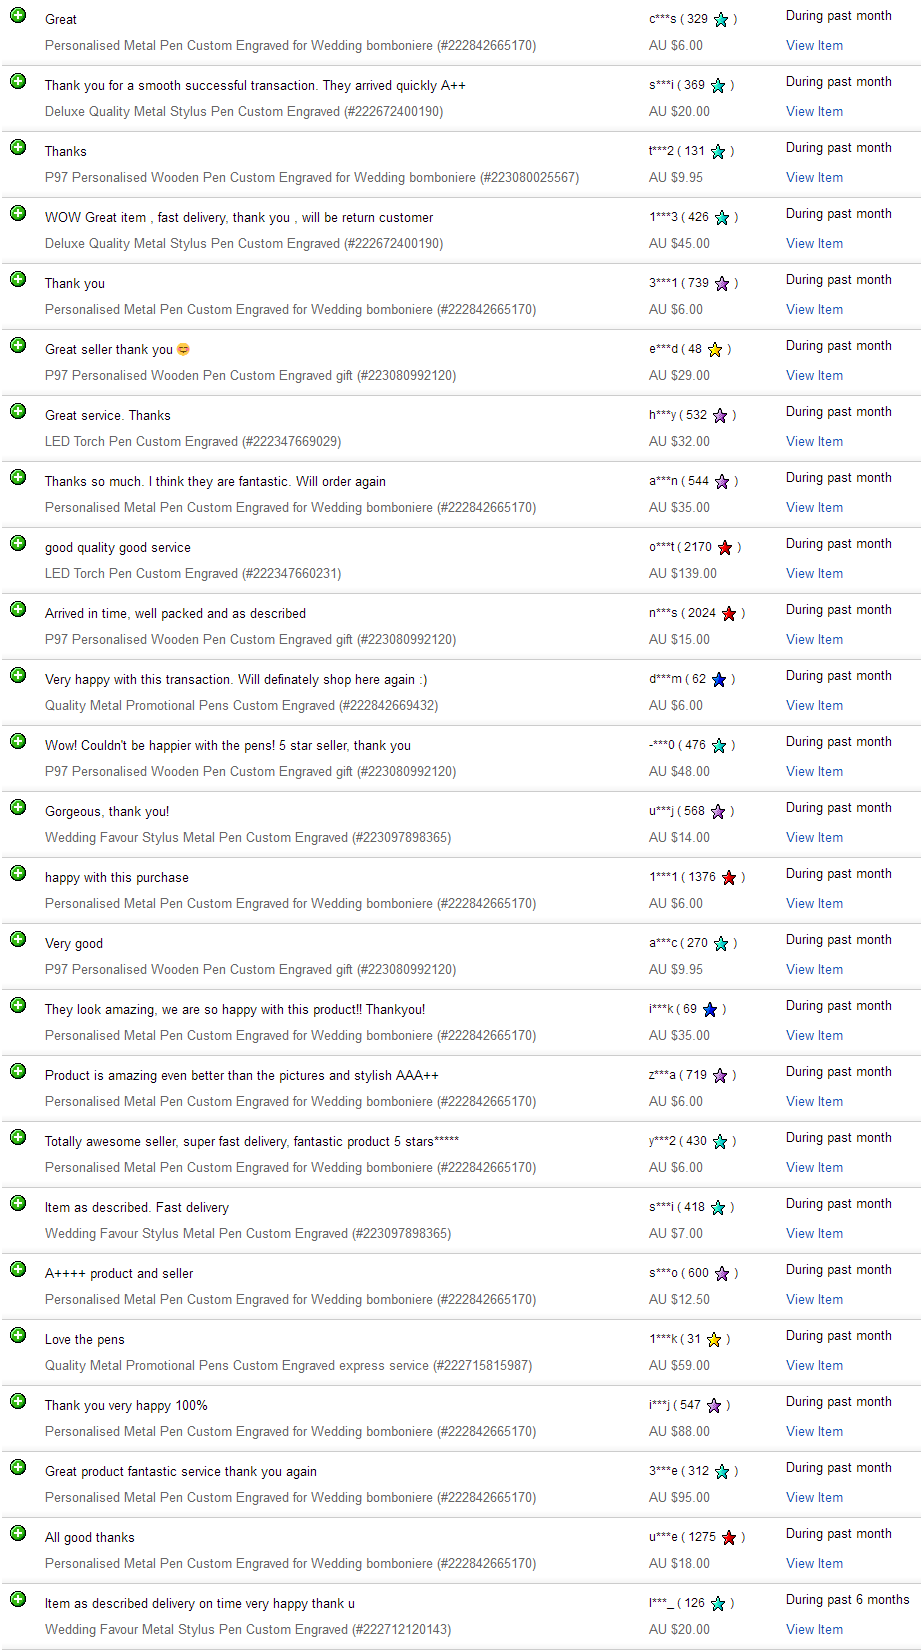 Great c***s ( 329 ) During past month
Personalised Metal Pen Custom Engraved for Wedding bomboniere (#222842665170) AU $6.00 View Item
Thank you for a smooth successful transaction. They arrived quickly A++ s***i ( 369 ) During past month
Deluxe Quality Metal Stylus Pen Custom Engraved (#222672400190) AU $20.00 View Item
Thanks t***2 ( 131 ) During past month
P97 Personalised Wooden Pen Custom Engraved for Wedding bomboniere (#223080025567) AU $9.95 View Item
WOW Great item , fast delivery, thank you , will be return customer 1***3 ( 426 ) During past month
Deluxe Quality Metal Stylus Pen Custom Engraved (#222672400190) AU $45.00 View Item
Thank you 3***1 ( 739 ) During past month
Personalised Metal Pen Custom Engraved for Wedding bomboniere (#222842665170) AU $6.00 View Item
Great seller thank you 😊 e***d ( 48 ) During past month
P97 Personalised Wooden Pen Custom Engraved gift (#223080992120) AU $29.00 View Item
Great service. Thanks h***y ( 532 ) During past month
LED Torch Pen Custom Engraved (#222347669029) AU $32.00 View Item
Thanks so much. I think they are fantastic. Will order again a***n ( 544 ) During past month
Personalised Metal Pen Custom Engraved for Wedding bomboniere (#222842665170) AU $35.00 View Item
good quality good service o***t ( 2170 ) During past month
LED Torch Pen Custom Engraved (#222347660231) AU $139.00 View Item
Arrived in time, well packed and as described n***s ( 2024 ) During past month
P97 Personalised Wooden Pen Custom Engraved gift (#223080992120) AU $15.00 View Item
Very happy with this transaction. Will definately shop here again :) d***m ( 62 ) During past month
Quality Metal Promotional Pens Custom Engraved (#222842669432) AU $6.00 View Item
Wow! Couldn't be happier with the pens! 5 star seller, thank you -***0 ( 476 ) During past month
P97 Personalised Wooden Pen Custom Engraved gift (#223080992120) AU $48.00 View Item
Gorgeous, thank you! u***j ( 568 ) During past month
Wedding Favour Stylus Metal Pen Custom Engraved (#223097898365) AU $14.00 View Item
happy with this purchase 1***1 ( 1376 ) During past month
Personalised Metal Pen Custom Engraved for Wedding bomboniere (#222842665170) AU $6.00 View Item
Very good a***c ( 270 ) During past month
P97 Personalised Wooden Pen Custom Engraved gift (#223080992120) AU $9.95 View Item
They look amazing, we are so happy with this product!! Thankyou! i***k ( 69 ) During past month
Personalised Metal Pen Custom Engraved for Wedding bomboniere (#222842665170) AU $35.00 View Item
Product is amazing even better than the pictures and stylish AAA++ z***a ( 719 ) During past month
Personalised Metal Pen Custom Engraved for Wedding bomboniere (#222842665170) AU $6.00 View Item
Totally awesome seller, super fast delivery, fantastic product 5 stars***** y***2 ( 430 ) During past month
Personalised Metal Pen Custom Engraved for Wedding bomboniere (#222842665170) AU $6.00 View Item
Item as described. Fast delivery s***i ( 418 ) During past month
Wedding Favour Stylus Metal Pen Custom Engraved (#223097898365) AU $7.00 View Item
A++++ product and seller s***o ( 600 ) During past month
Personalised Metal Pen Custom Engraved for Wedding bomboniere (#222842665170) AU $12.50 View Item
Love the pens 1***k ( 31 ) During past month
Quality Metal Promotional Pens Custom Engraved express service (#222715815987) AU $59.00 View Item
Thank you very happy 100% i***j ( 547 ) During past month
Personalised Metal Pen Custom Engraved for Wedding bomboniere (#222842665170) AU $88.00 View Item
Great product fantastic service thank you again 3***e ( 312 ) During past month
Personalised Metal Pen Custom Engraved for Wedding bomboniere (#222842665170) AU $95.00 View Item
All good thanks u***e ( 1275 ) During past month
Personalised Metal Pen Custom Engraved for Wedding bomboniere (#222842665170) AU $18.00 View Item
Item as described delivery on time very happy thank u l***_ ( 126 ) During past 6 months
Wedding Favour Metal Stylus Pen Custom Engraved (#222712120143) AU $20.00 View Item